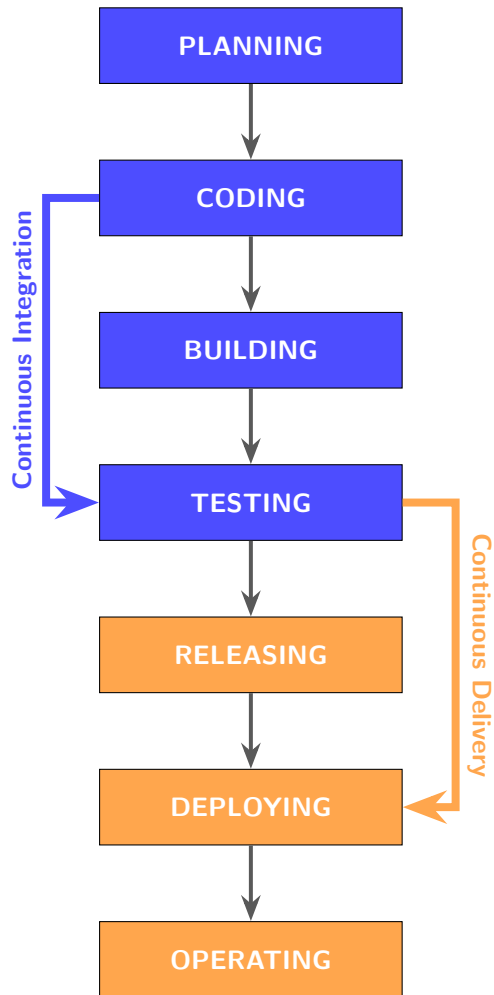 PLANNING
CODING
Continuous Integration
BUILDING
TESTING
Continuous Delivery
RELEASING
DEPLOYING
OPERATING